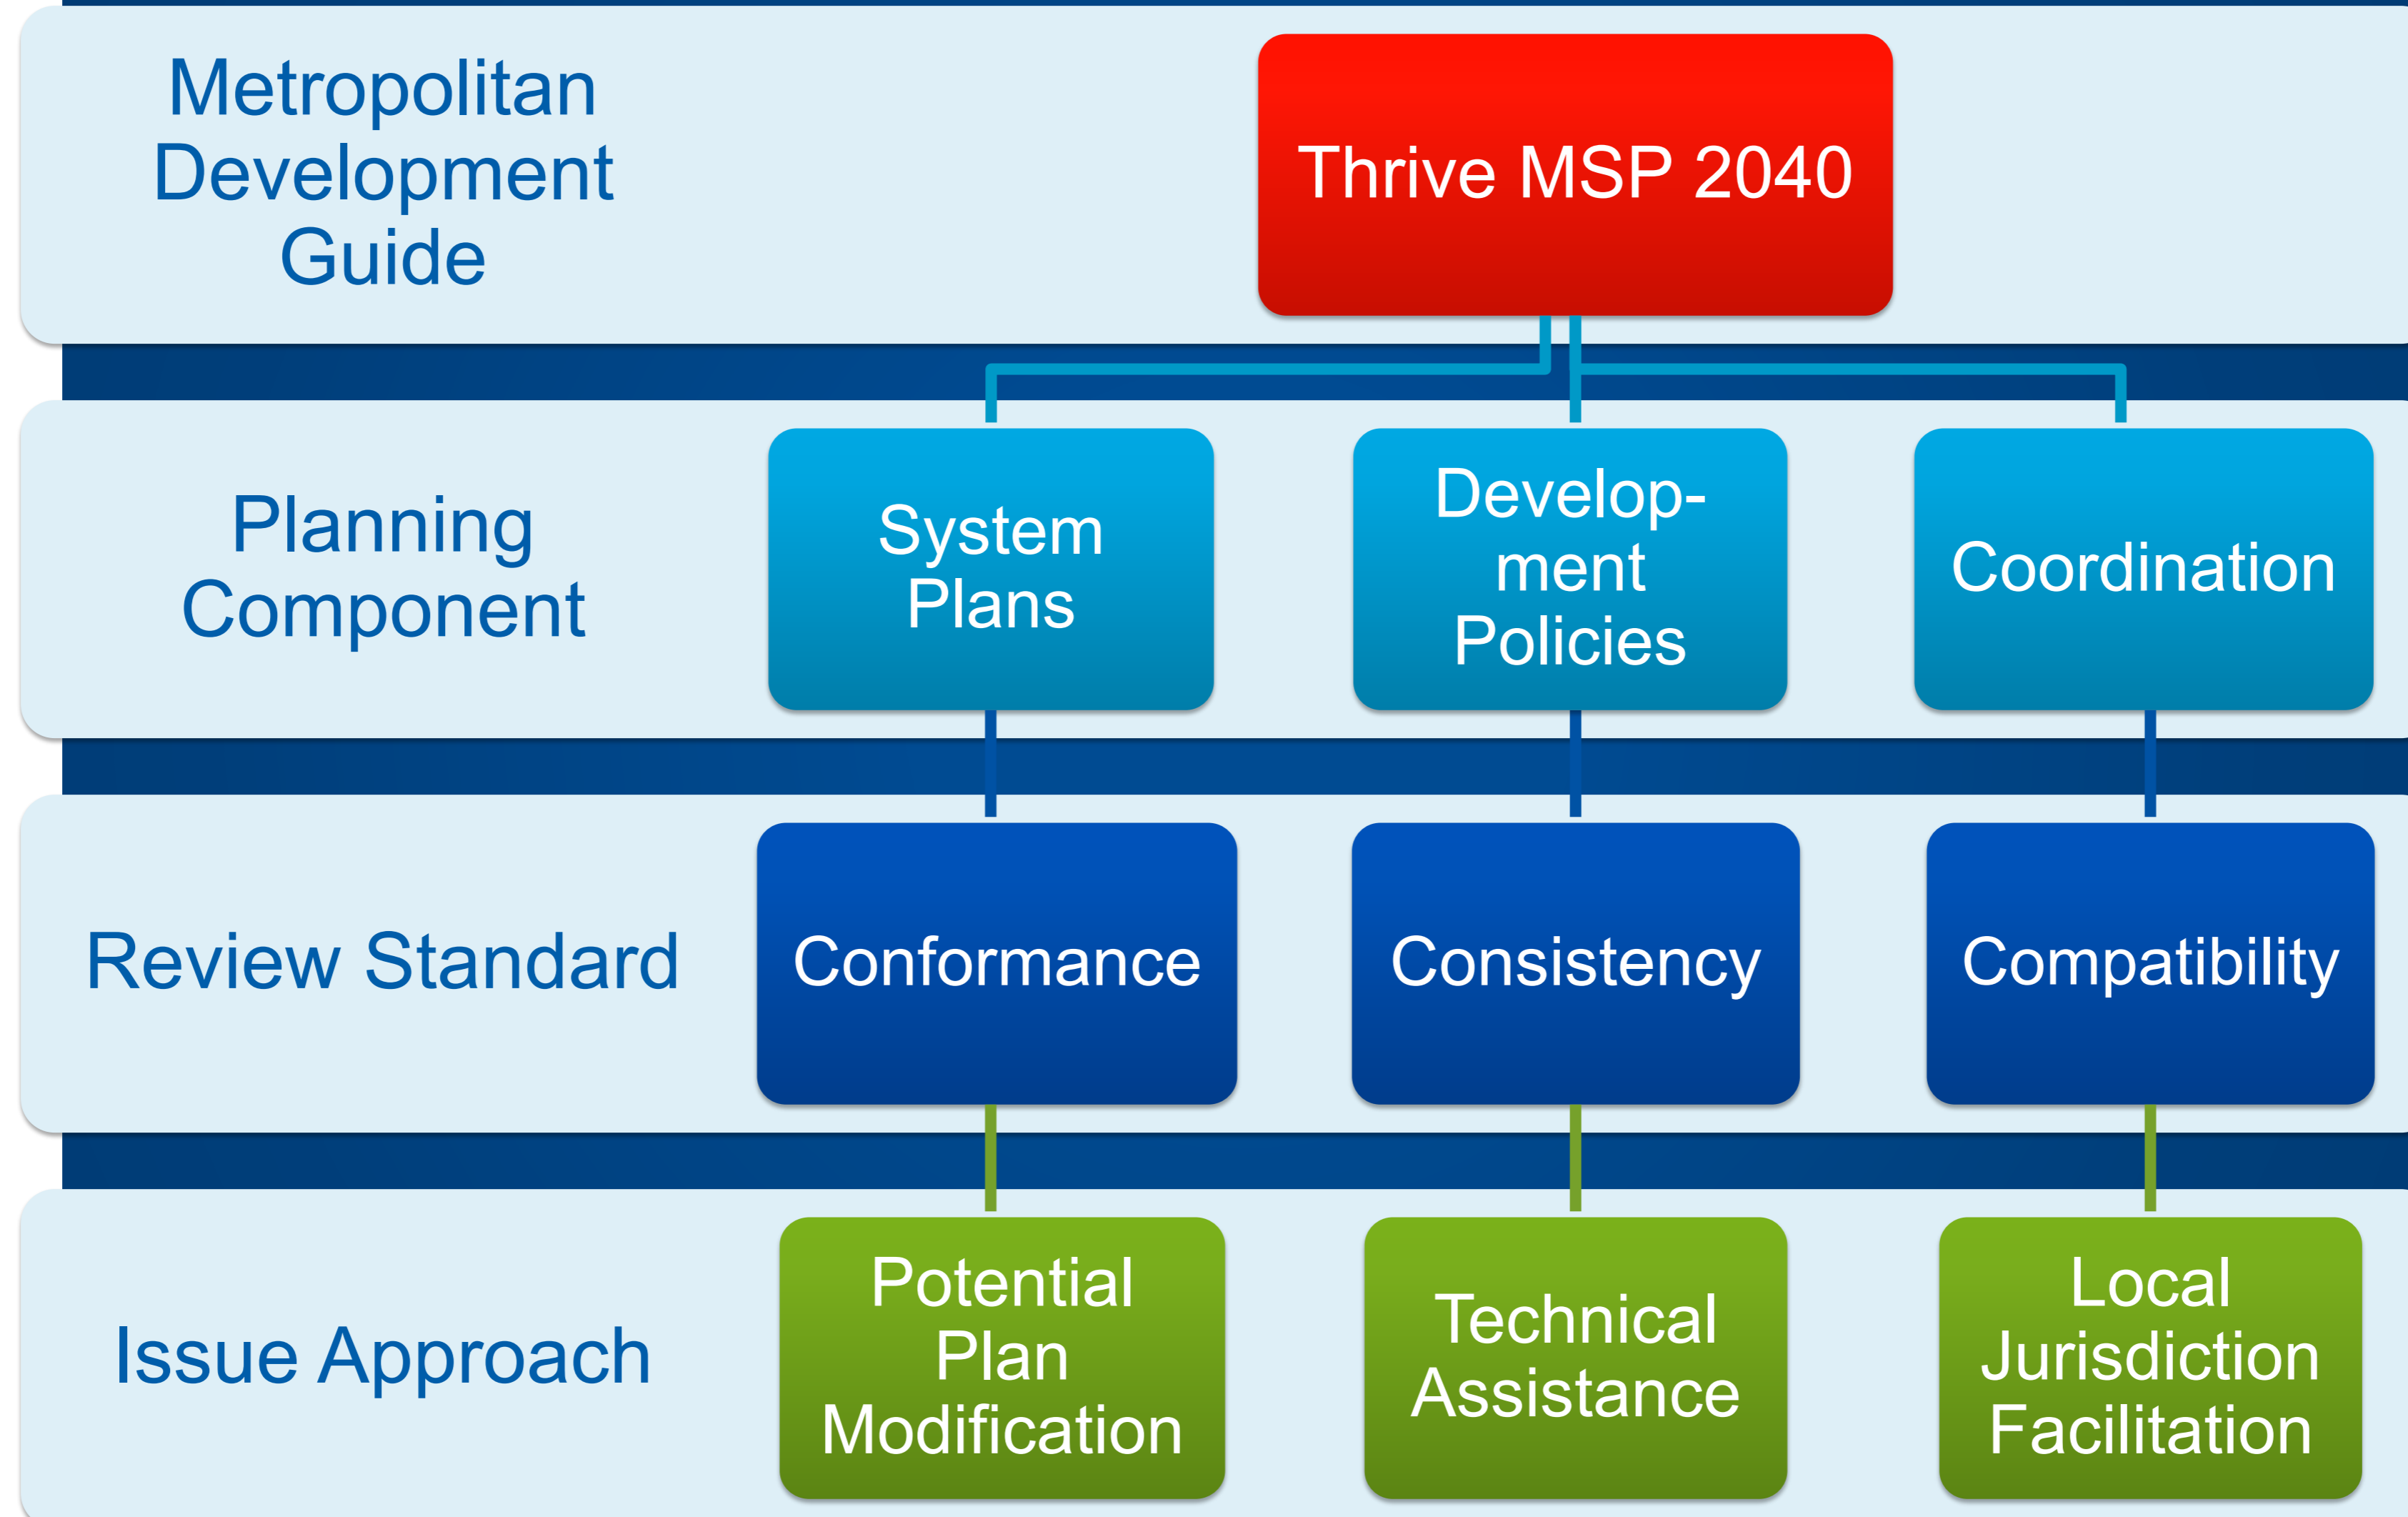 Metropolitan
Development
Guide
Thrive MSP 2040
Planning
Component
System
Plans
Develop-
ment
Policies
Coordination
Review Standard
Conformance
Consistency
Compatibility
Issue Approach
Potential
Plan
Modification
Technical
Assistance
Local
Jurisdiction
Facilitation